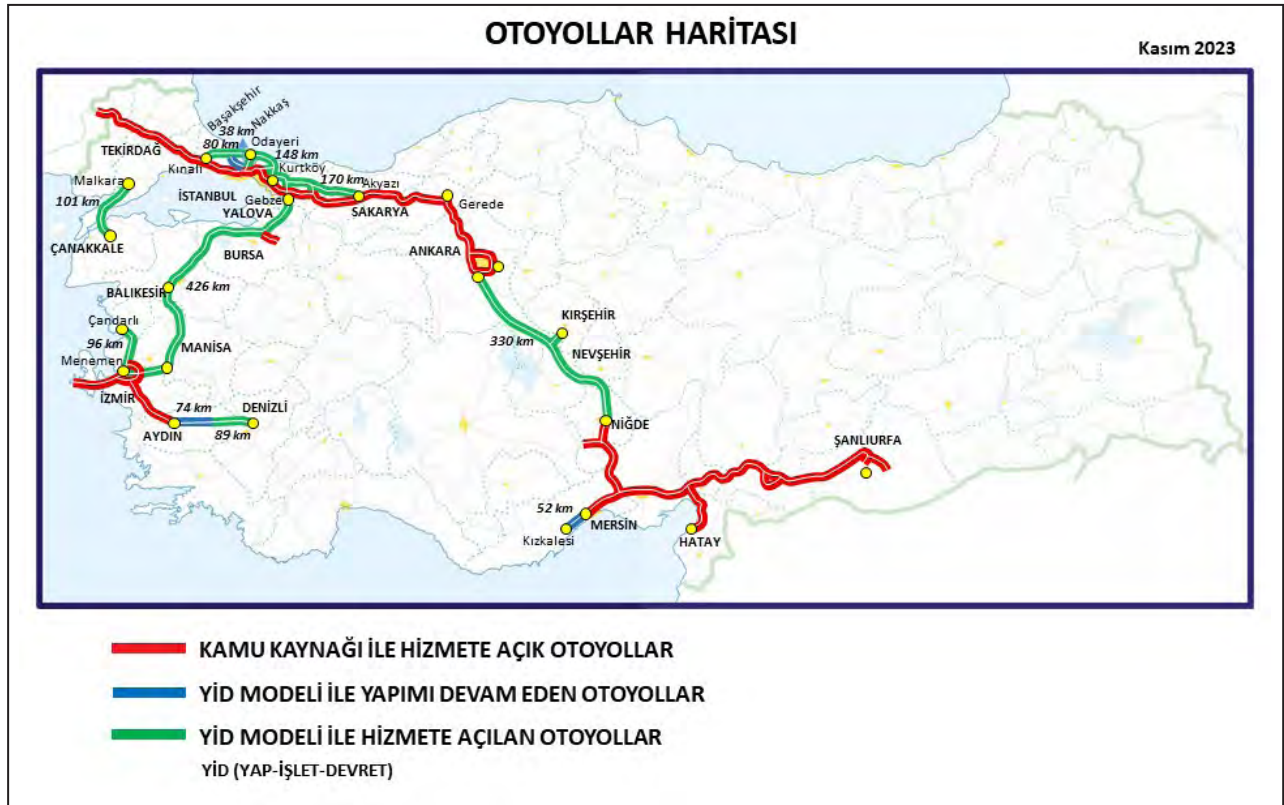 OTOYOLLAR HARİTASI
Kasım 2023
Başakşehir
Nakkaş
38 km
80 km
Odayeri
TEKİRDAĞ
148 km
Kınalı
Kurtköy
Malkara
170 km
Akyazı
101 km
İSTANBUL
Gebze
SAKARYA
Gerede
YALOVA
ÇANAKKALE
BURSA
ANKARA
BALIKESİR
426 km
Çandarlı
KIRŞEHİR
96 km
330 km
MANİSA
NEVŞEHİR
Menemen
İZMİR
74 km
DENİZLİ
AYDIN
89 km
NİĞDE
ŞANLIURFA
52 km
MERSİN
Kızkalesi
HATAY
KAMU KAYNAĞI İLE HİZMETE AÇIK OTOYOLLAR
YİD MODELİ İLE YAPIMI DEVAM EDEN OTOYOLLAR
YİD MODELİ İLE HİZMETE AÇILAN OTOYOLLAR
YİD (YAP-İŞLET-DEVRET)